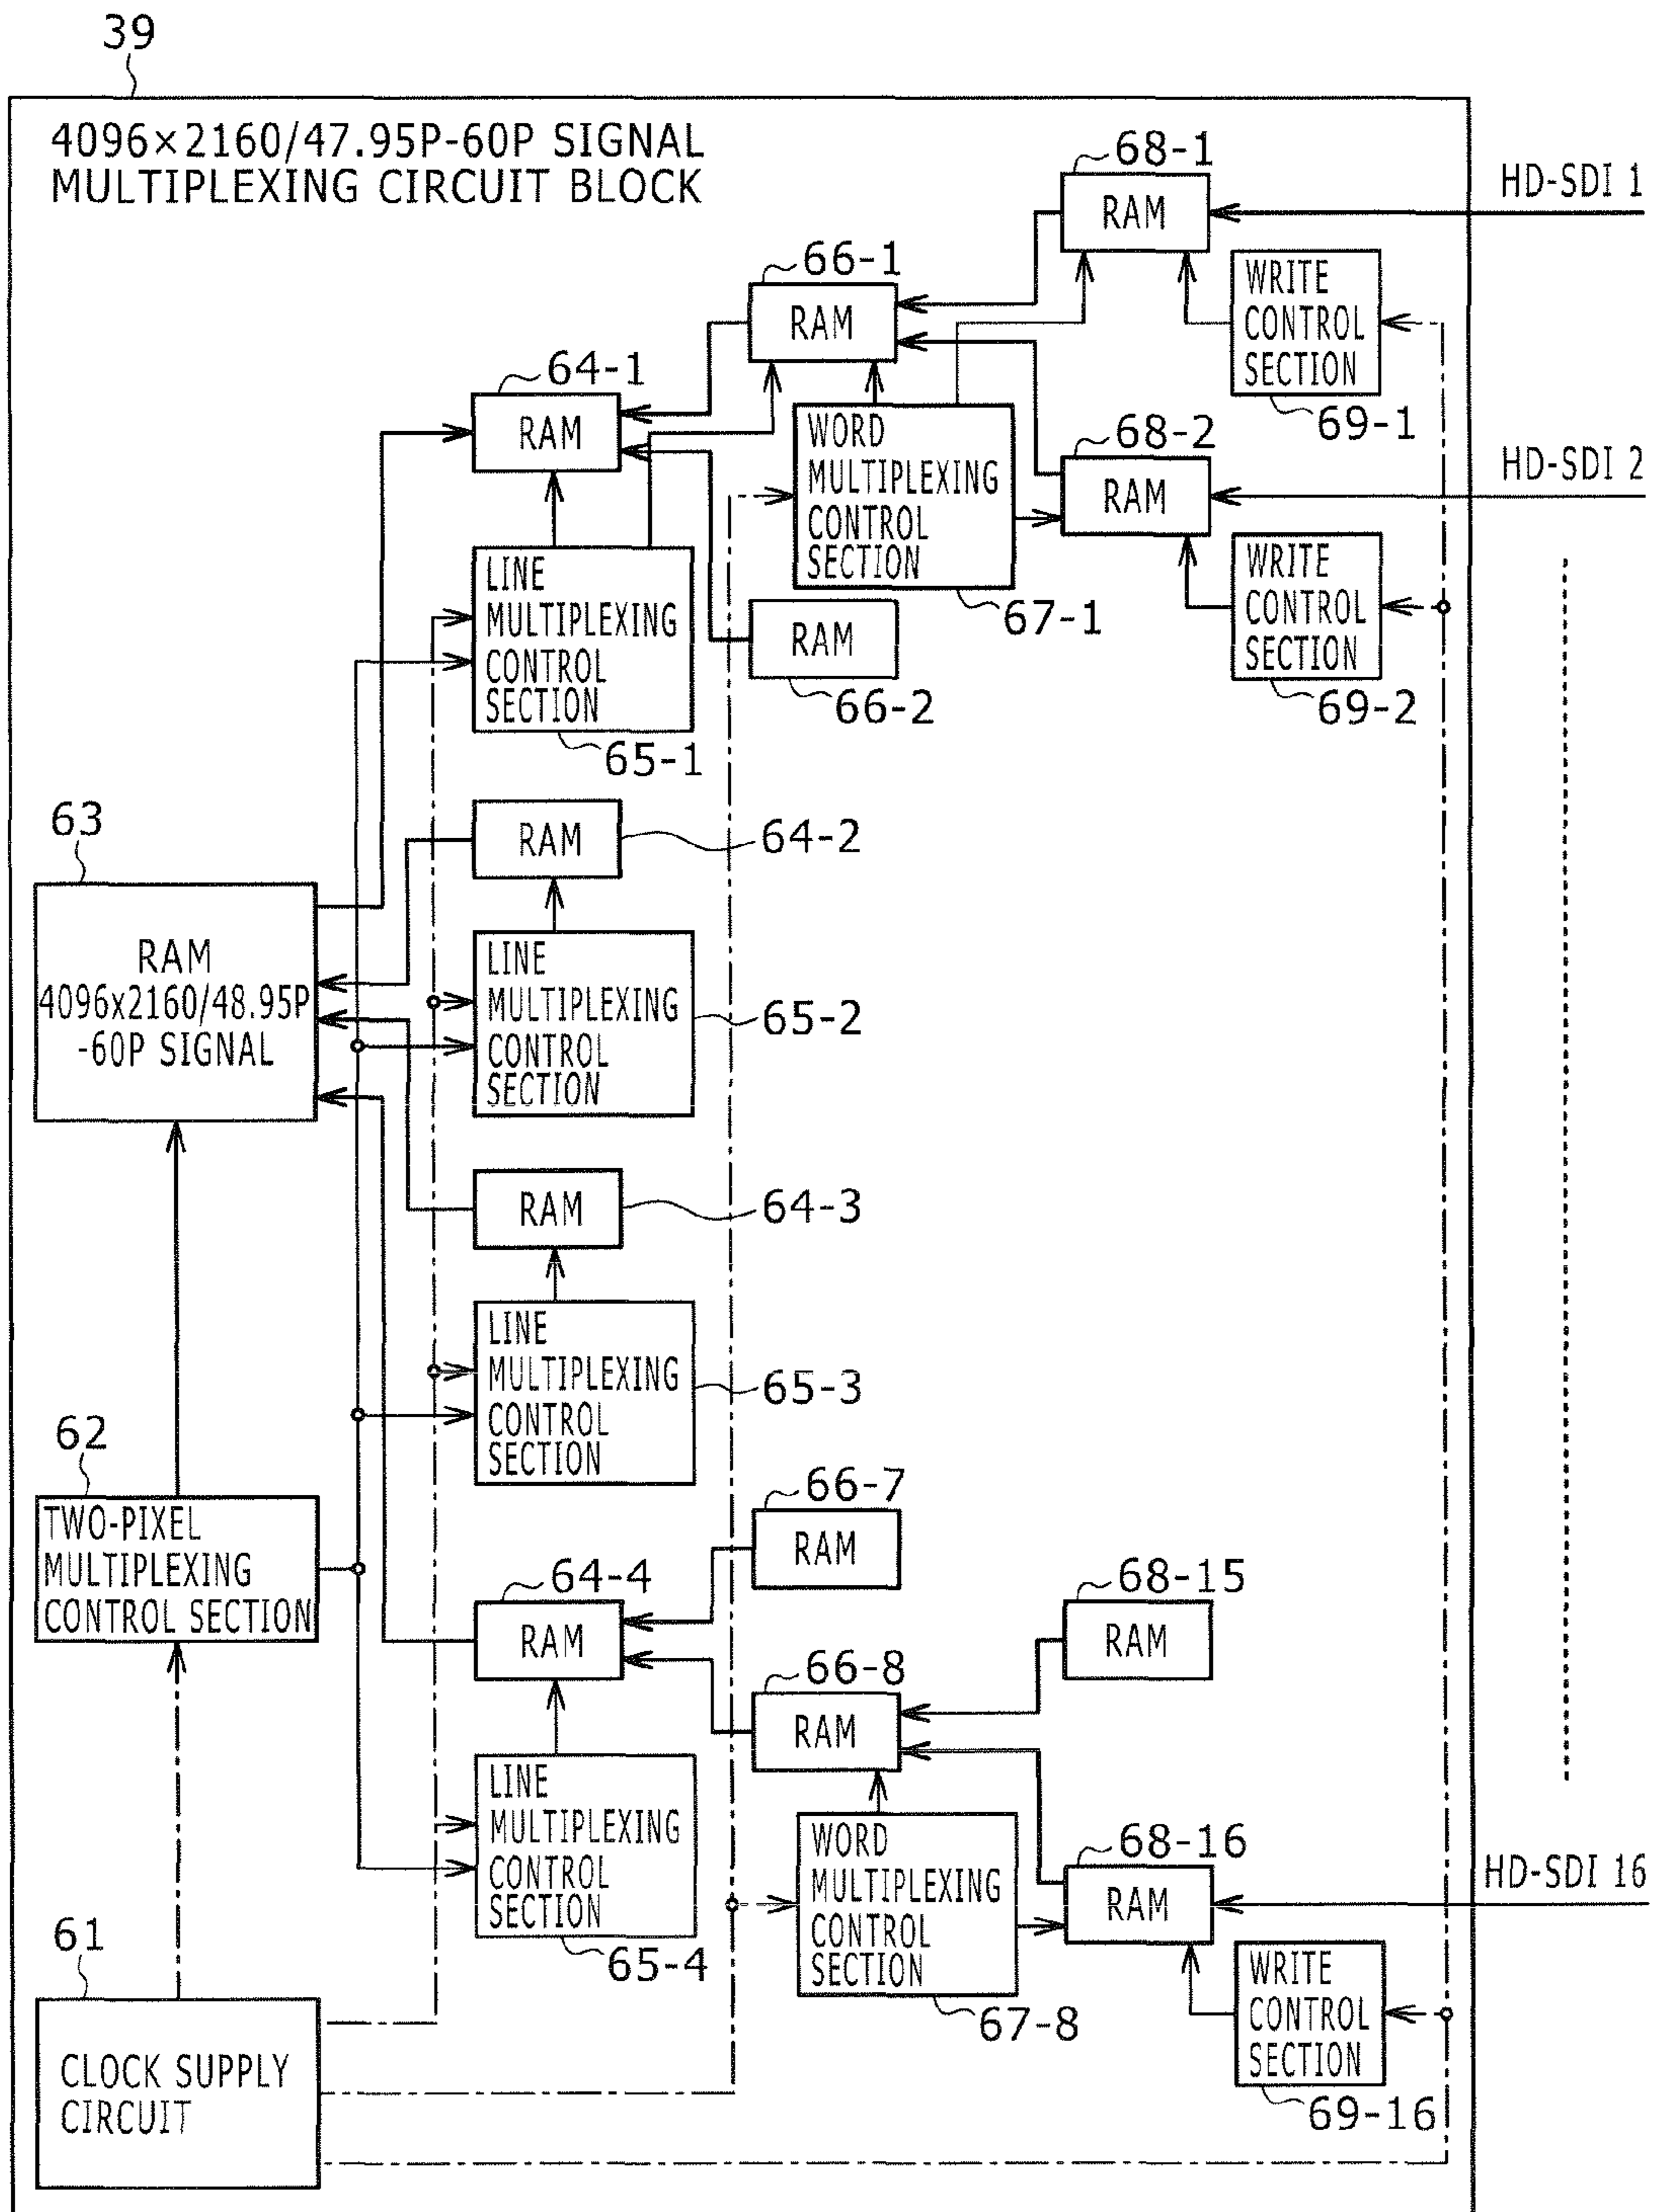 39
4096×2160/47.95P-60P SIGNAL
MULTIPLEXING CIRCUIT BLOCK
68-1
RAM
HD-SDI 1
66-1
RAM
WRITE
CONTROL
SECTION
69-1
64-1
RAM
WORD
MULTIPLEXING
CONTROL
SECTION
67-1
68-2
RAM
HD-SDI 2
WRITE
CONTROL
SECTION
69-2
LINE
MULTIPLEXING
CONTROL
SECTION
65-1
RAM
66-2
63
RAM
4096x2160/48.95P
-60P SIGNAL
RAM
64-2
LINE
MULTIPLEXING
CONTROL
SECTION
65-2
RAM
64-3
LINE
MULTIPLEXING
CONTROL
SECTION
65-3
62
TWO-PIXEL
MULTIPLEXING
CONTROL SECTION
66-7
RAM
64-4
RAM
68-15
RAM
66-8
RAM
LINE
MULTIPLEXING
CONTROL
SECTION
65-4
WORD
MULTIPLEXING
CONTROL
SECTION
67-8
68-16
RAM
HD-SDI 16
WRITE
CONTROL
SECTION
69-16
61
CLOCK SUPPLY
CIRCUIT